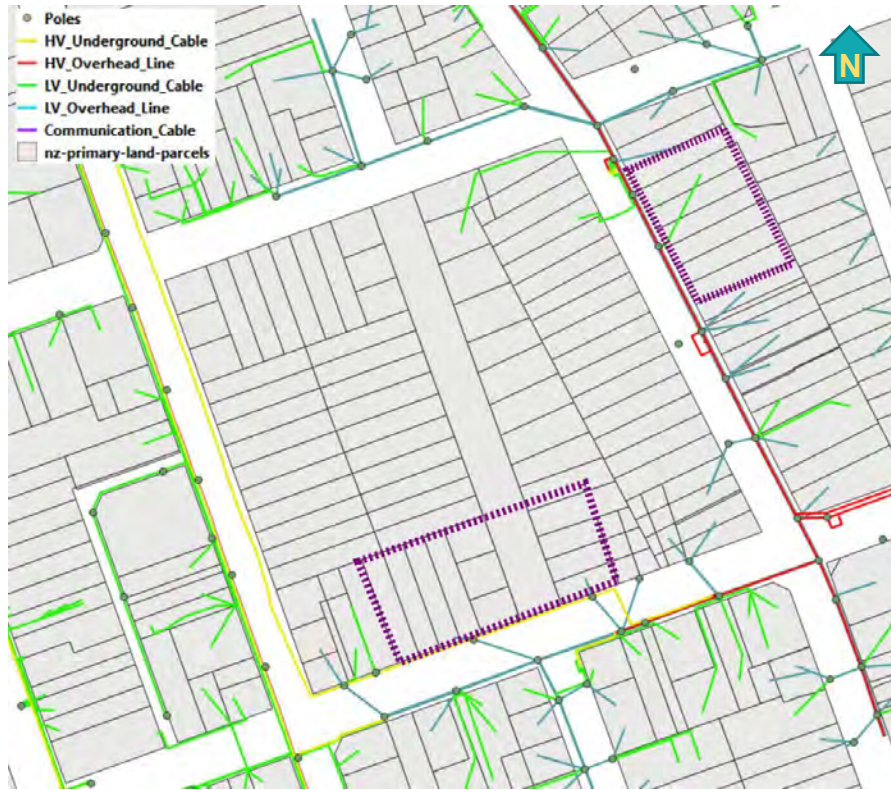 Poles
HV_Underground_Cable
HV_Overhead_Line
LV_Underground_Cable
LV_Overhead_Line
Communication_Cable
nz-primary-land-parcels
N